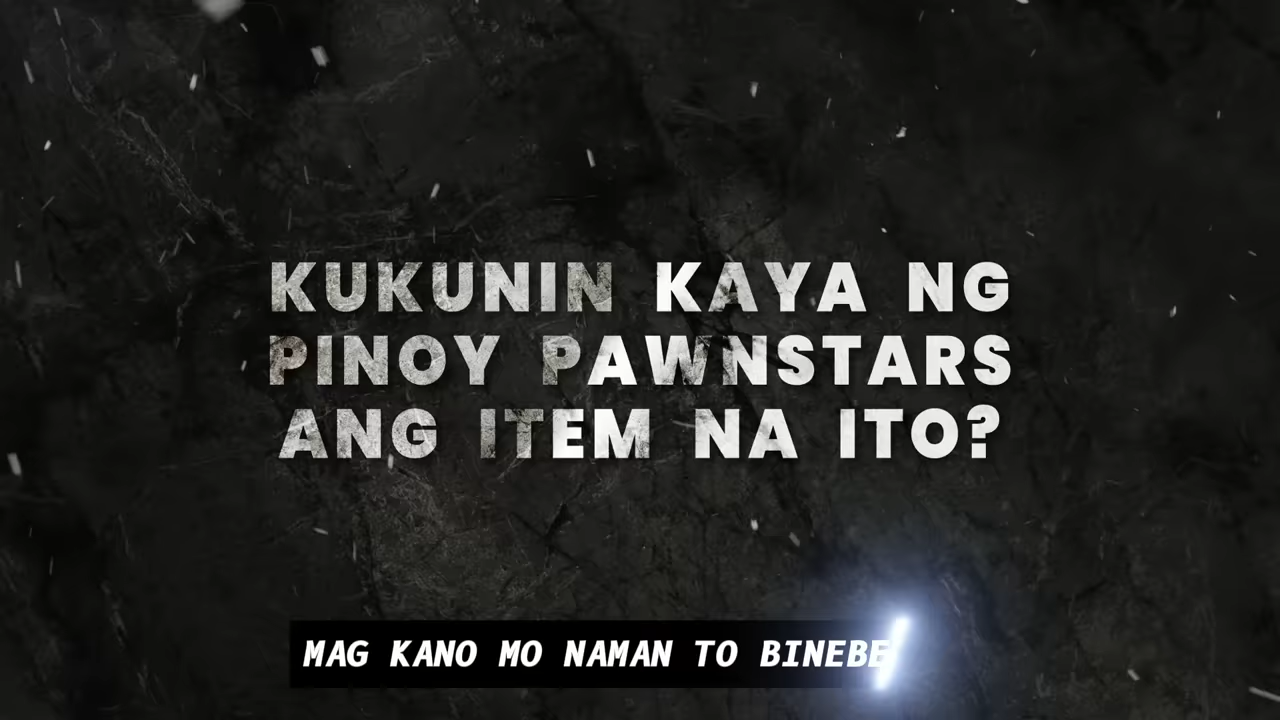 KUKUNIN KAYA NG
PINOY PAWNSTARS
ANG ITEM NA ITO?
MAG KANO MO NAMAN TO BINEBE